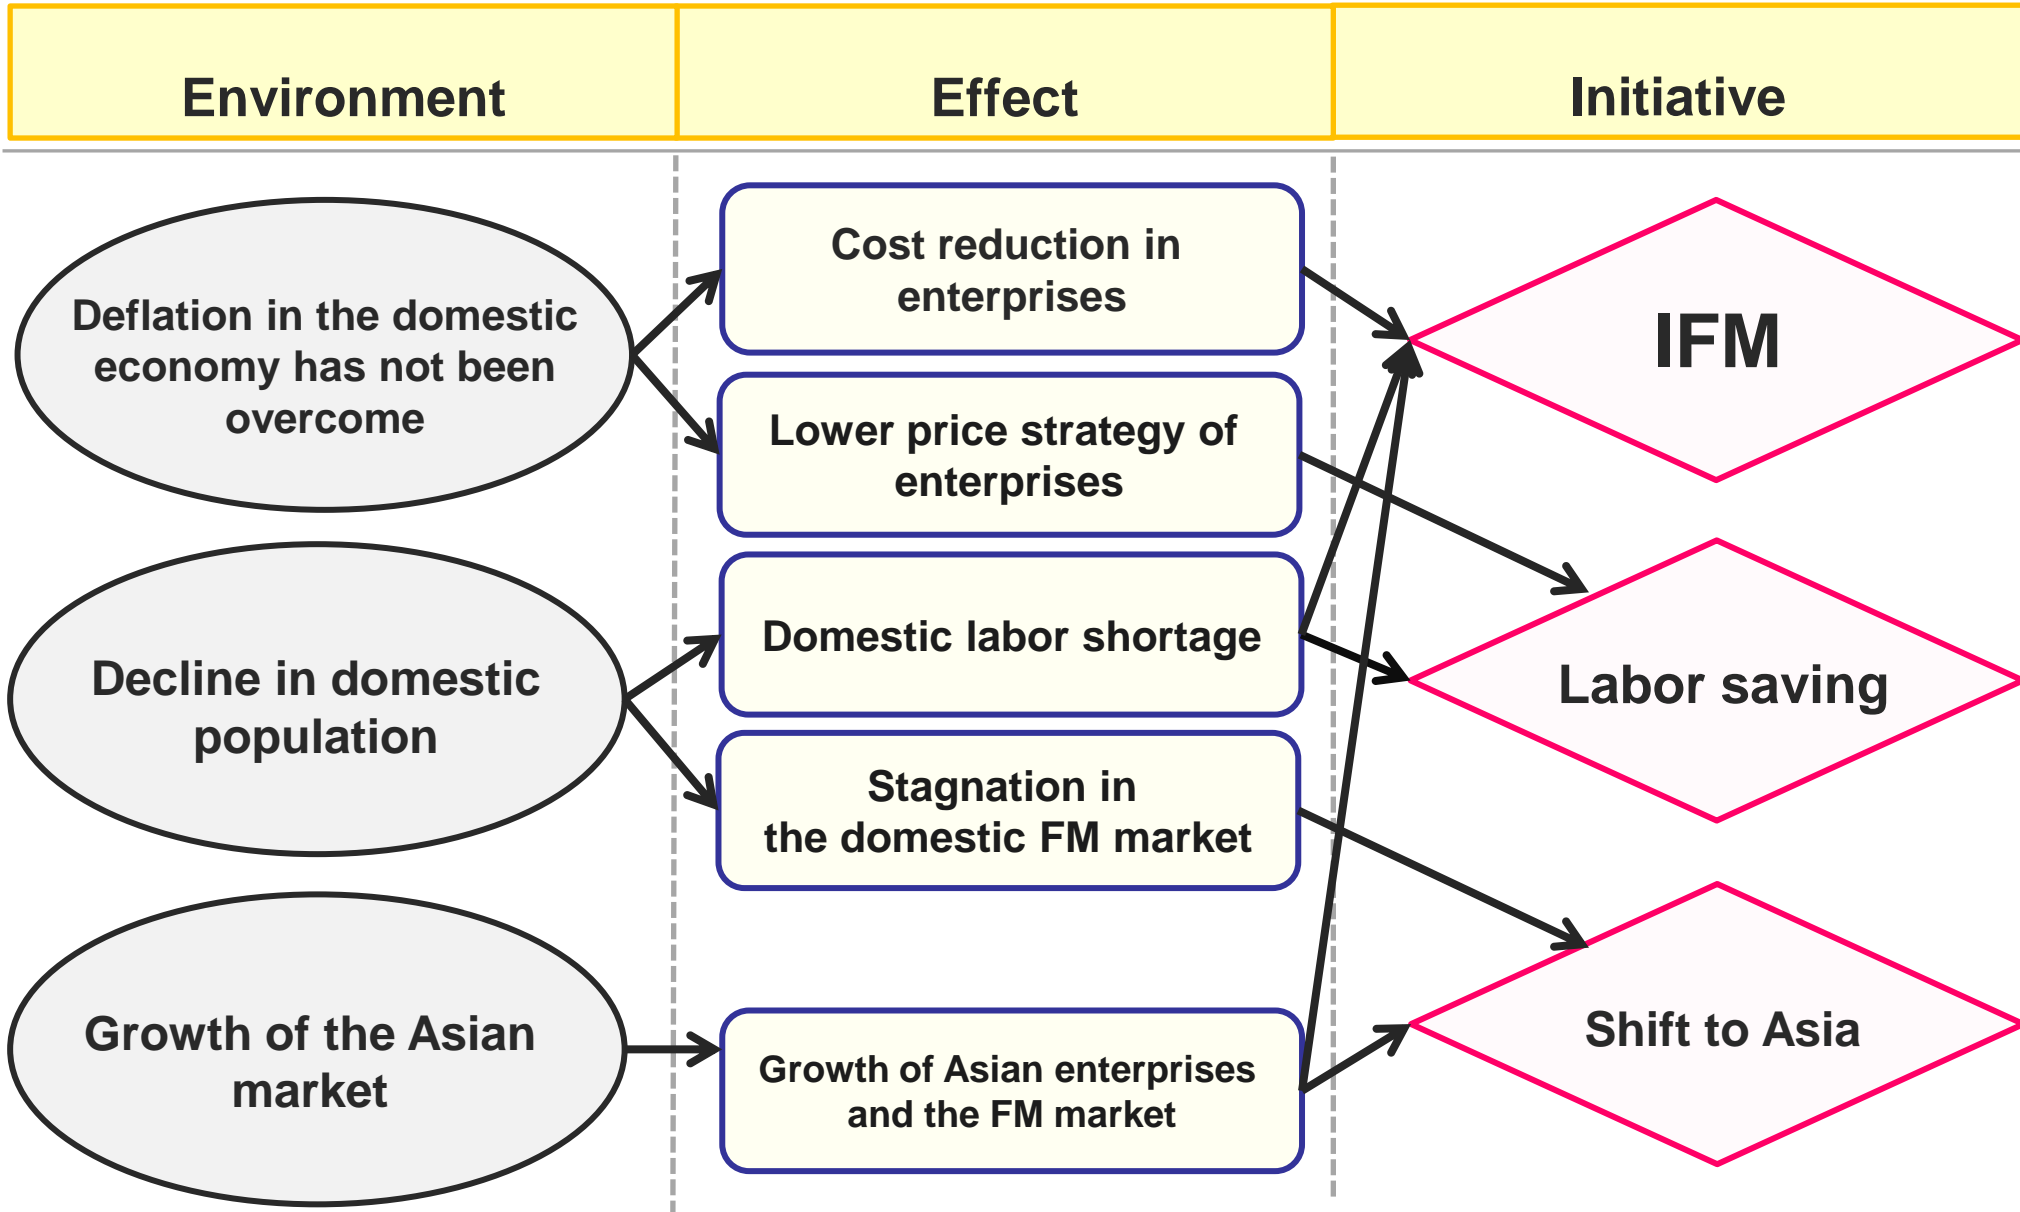 Environment
Effect
Initiative
Deflation in the domestic
economy has not been
overcome
Cost reduction in
enterprises
IFM
Lower price strategy of
enterprises
Decline in domestic
population
Domestic labor shortage
Labor saving
Stagnation in
the domestic FM market
Growth of the Asian
market
Growth of Asian enterprises
and the FM market
Shift to Asia